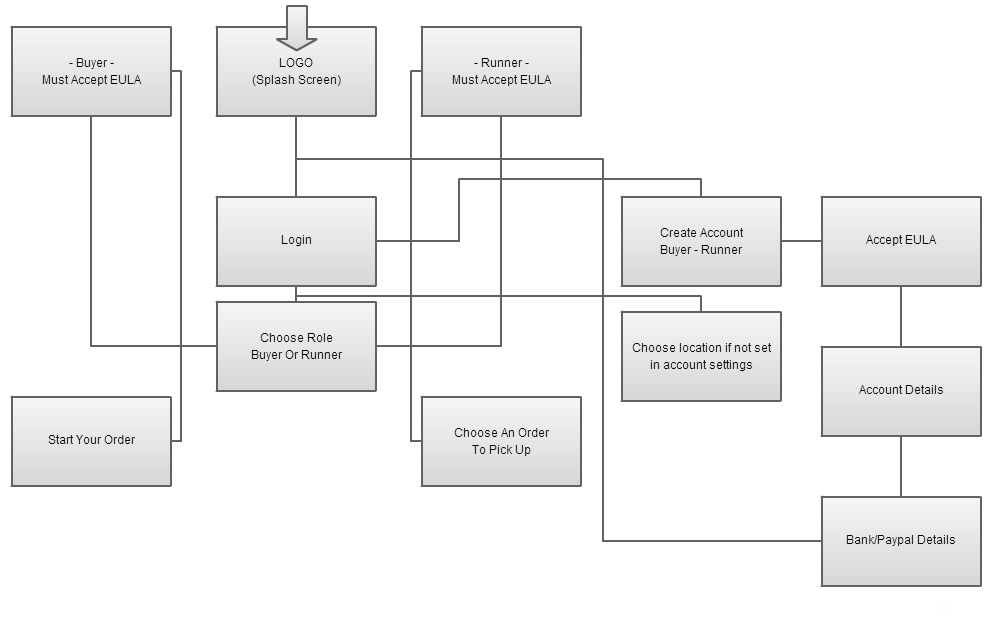 - Buyer -
Must Accept EULA
LOGO
(Splash Screen)
- Runner -
Must Accept EULA
Login
Create Account
Buyer - Runner
Accept EULA
Choose Role
Buyer Or Runner
Choose location if not set
in account settings
Account Details
Start Your Order
Choose An Order
To Pick Up
Bank/Paypal Details